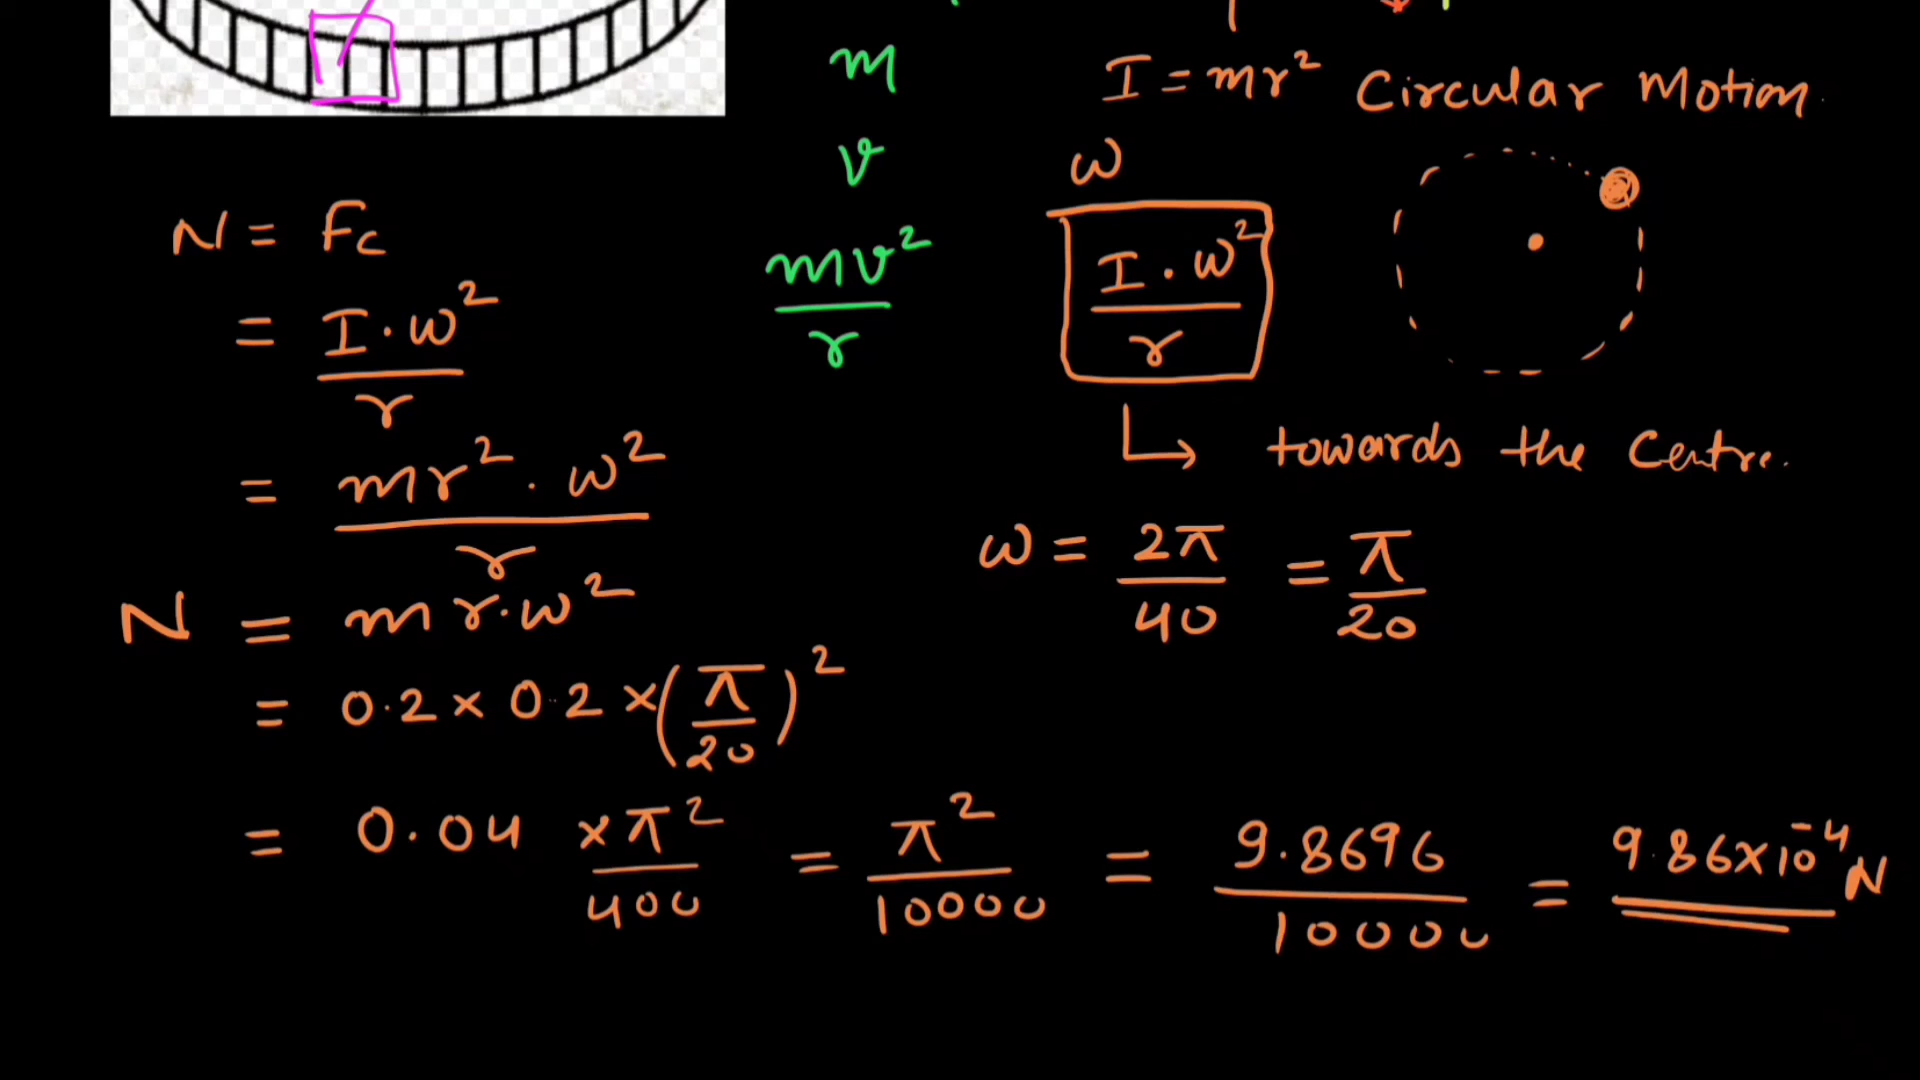 m
I = mr² Circular Motion.
v
ω
N = Fc
mv²/r
I · ω²/r
= I · ω²/r
↳ towards the Centre.
= mr² · ω²/r
ω = 2π/40 = π/20
N = m r · ω²
= 0.2 × 0.2 × (π/20)²
= 0.04 × π²/400 = π²/10000 = 9.8696/10000 = 9.86 × 10⁻⁴ N